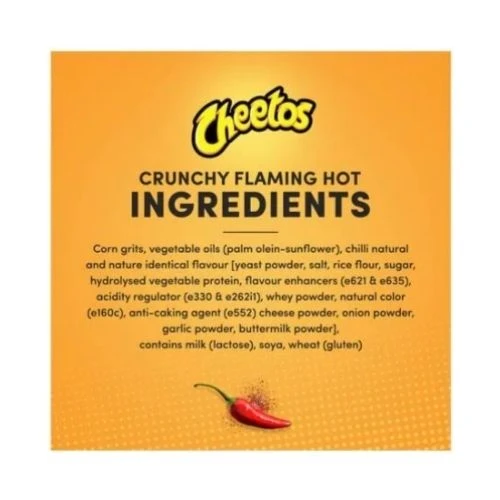 Cheetos
CRUNCHY FLAMING HOT
INGREDIENTS
Corn grits, vegetable oils (palm olein-sunflower), chilli natural
and nature identical flavour [yeast powder, salt, rice flour, sugar,
hydrolysed vegetable protein, flavour enhancers (e621 & e635),
acidity regulator (e330 & e262i1), whey powder, natural color
(e160c), anti-caking agent (e552) cheese powder, onion powder,
garlic powder, buttermilk powder],
contains milk (lactose), soya, wheat (gluten)